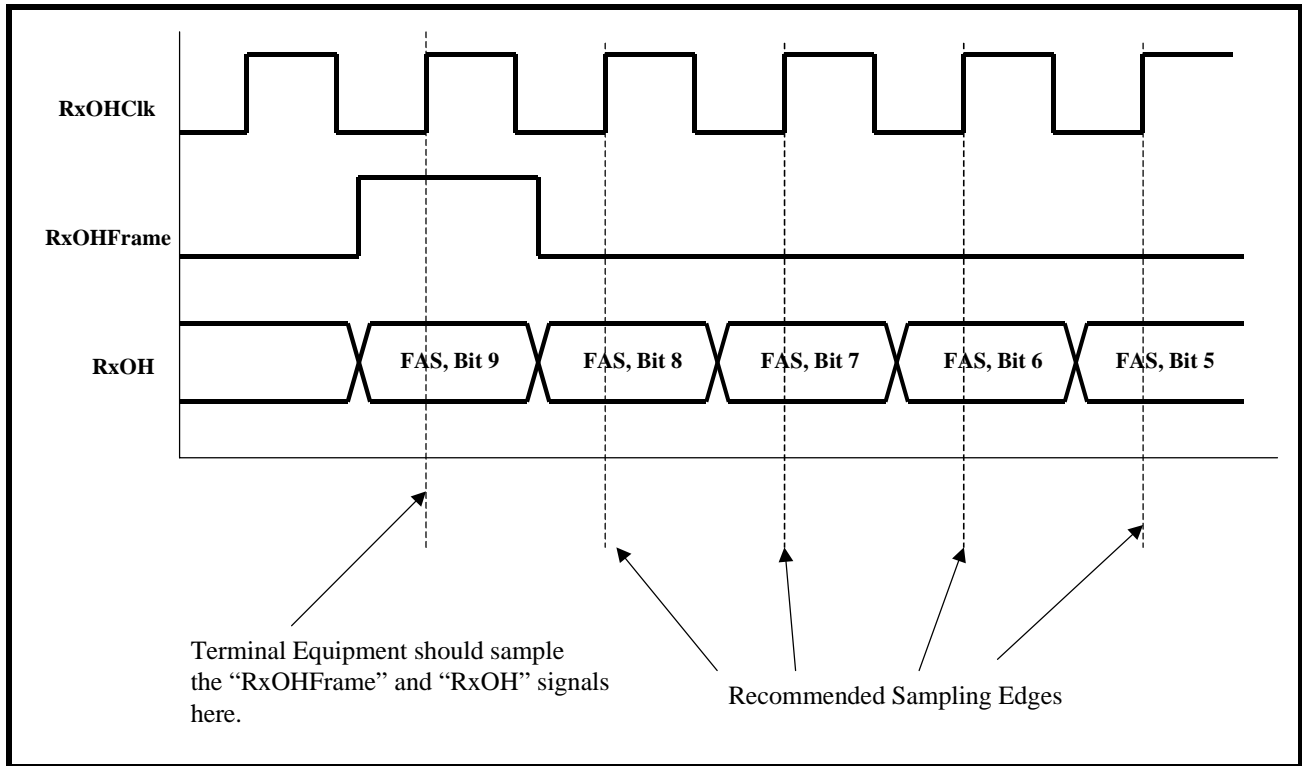 RxOHClk
RxOHFrame
RxOH
FAS, Bit 9
FAS, Bit 8
FAS, Bit 7
FAS, Bit 6
FAS, Bit 5
Terminal Equipment should sample
the “RxOHFrame” and “RxOH” signals
here.
Recommended Sampling Edges